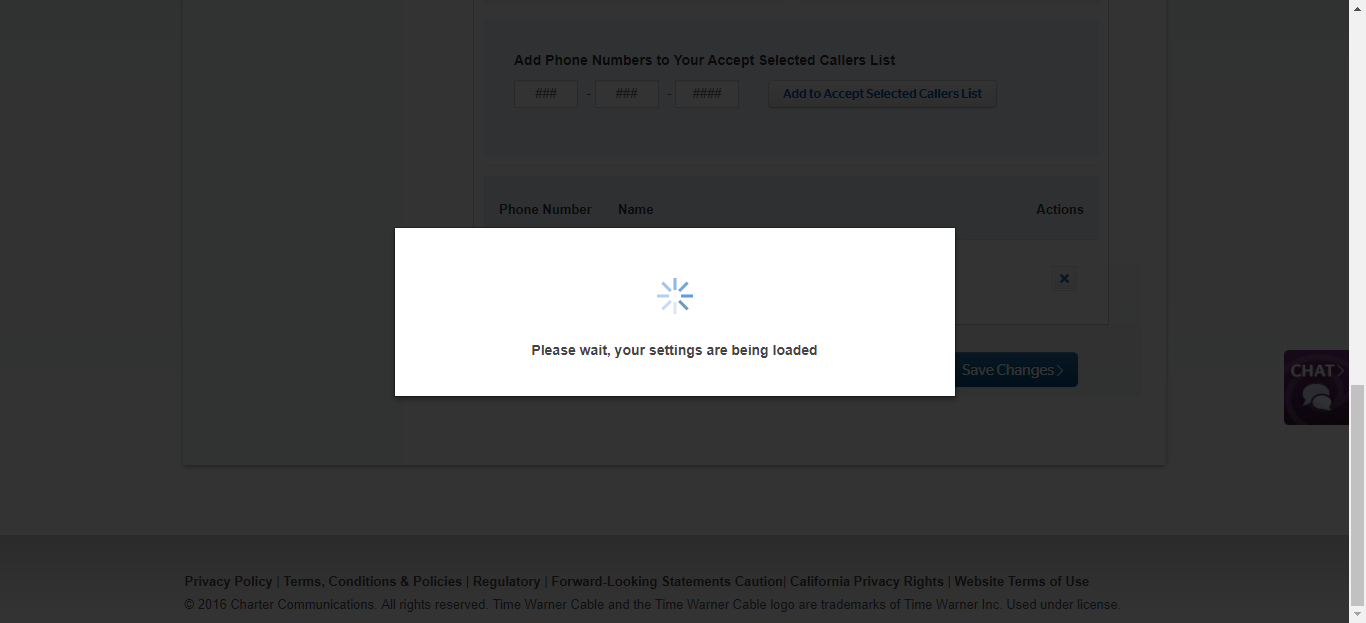 Add Phone Numbers to Your Accept Selected Callers List
### - ### - #### Add to Accept Selected Callers List
Phone Number Name Actions
Please wait, your settings are being loaded
Save Changes
CHAT
Privacy Policy | Terms, Conditions & Policies | Regulatory | Forward-Looking Statements Caution| California Privacy Rights | Website Terms of Use
© 2016 Charter Communications. All rights reserved. Time Warner Cable and the Time Warner Cable logo are trademarks of Time Warner Inc. Used under license.